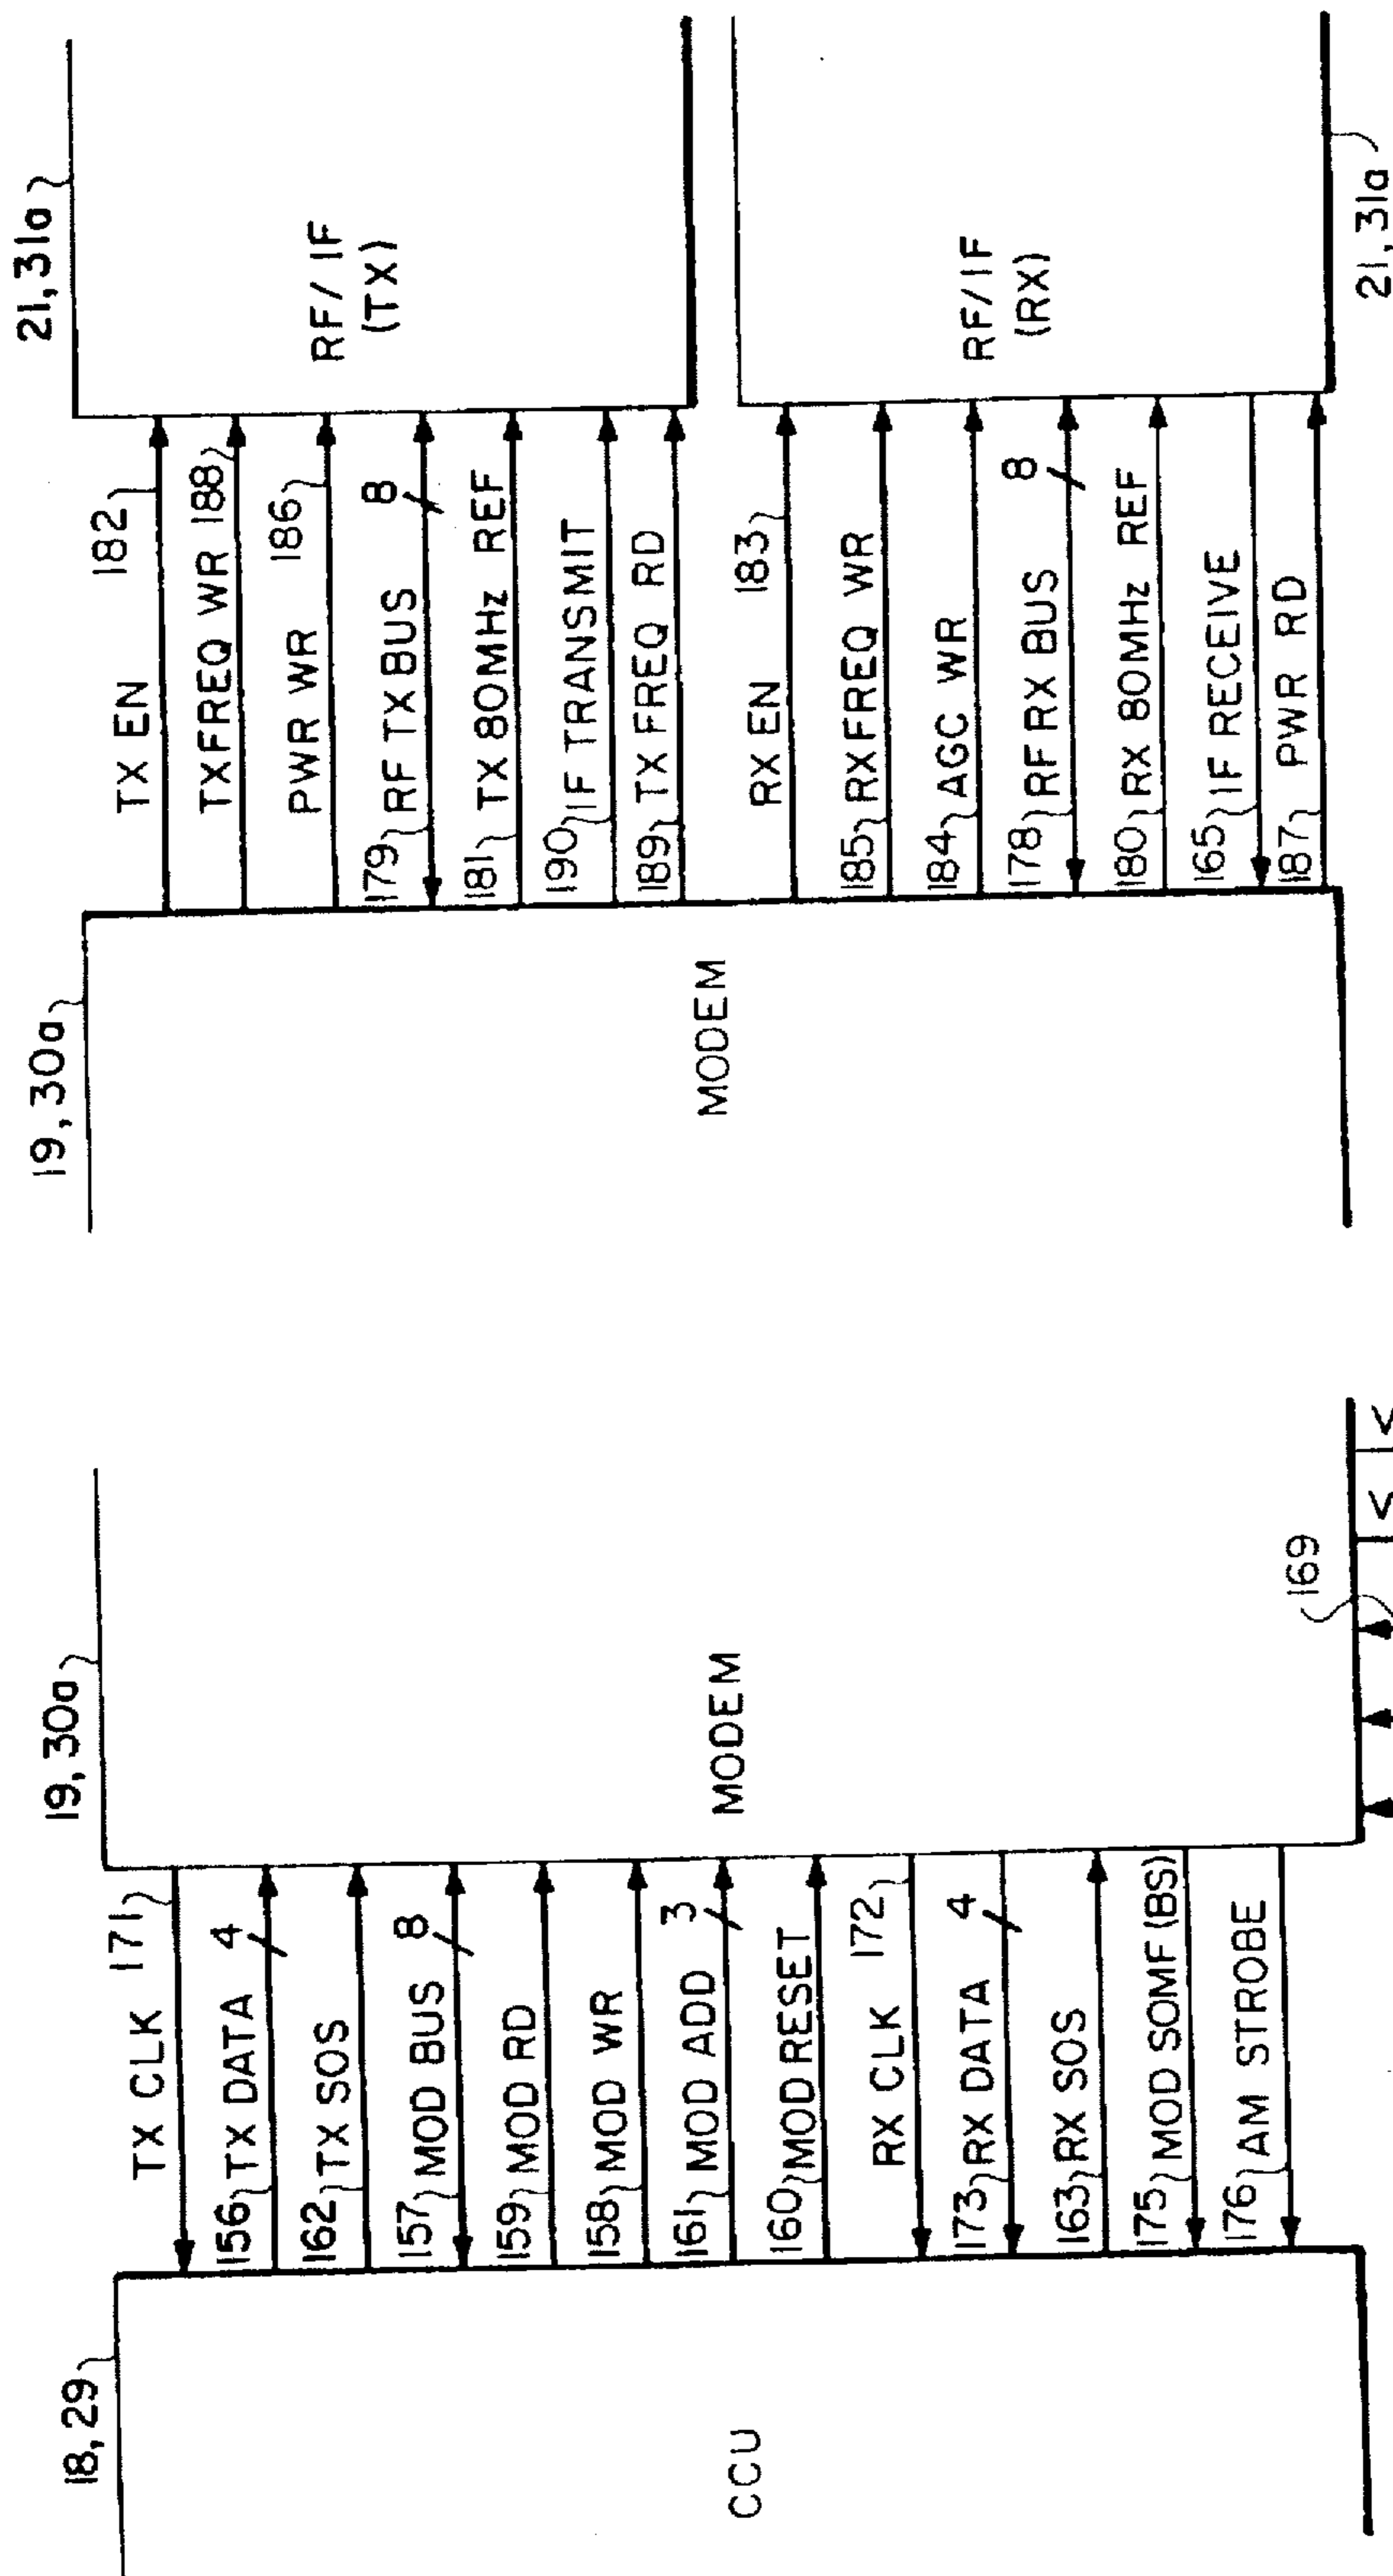 18, 29
CCU
TX CLK 171
156 TX DATA 4
162 TX SOS
157 MOD BUS 8
159 MOD RD
158 MOD WR
161 MOD ADD 3
160 MOD RESET
RX CLK 172
173 RX DATA 4
163 RX SOS
175 MOD SOMF (BS)
176 AM STROBE
19, 30a
MODEM
169
19, 30a
MODEM
TX EN 182
TXFREQ WR 188
PWR WR 186
179 RF TX BUS 8
181 TX 80MHz REF
190 IF TRANSMIT
189 TX FREQ RD
RX EN 183
185 RX FREQ WR
184 AGC WR
178 RF RX BUS 8
180 RX 80MHz REF
165 IF RECEIVE
187 PWR RD
21, 31a
RF/IF
(TX)
RF/IF
(RX)
21, 31a